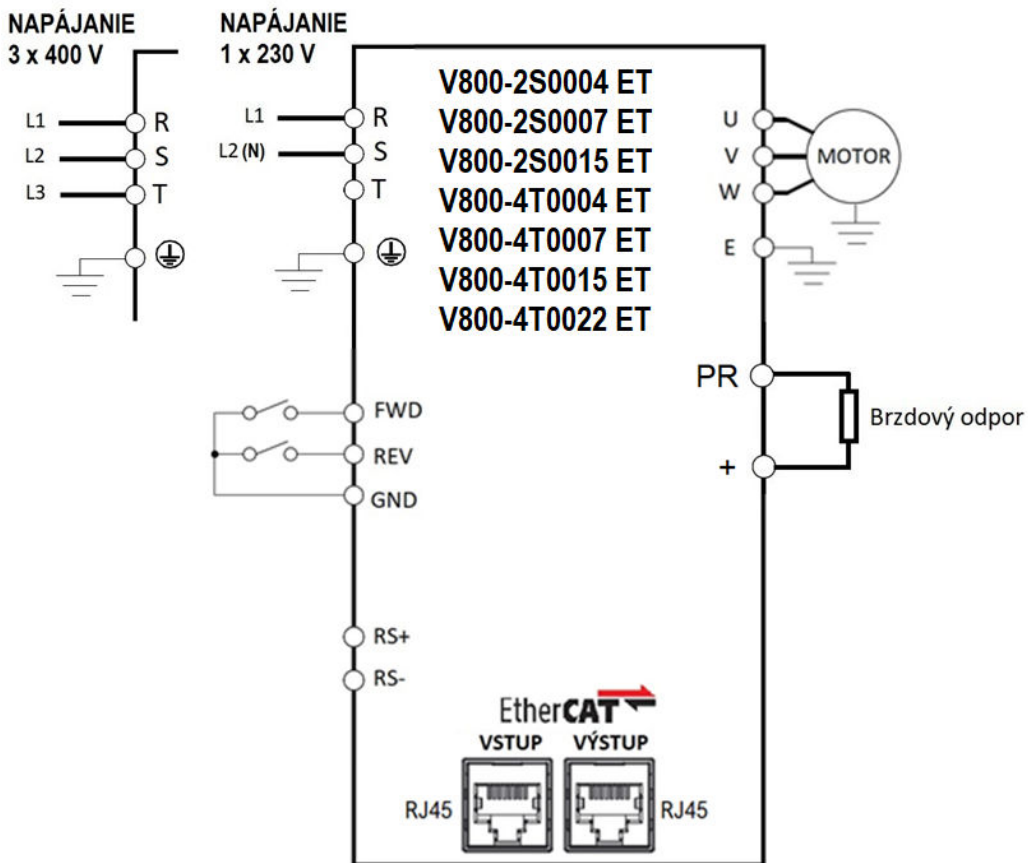 NAPÁJANIE
3 x 400 V
L1
R
L2
S
L3
T
NAPÁJANIE
1 x 230 V
L1
R
L2 (N)
S
T
V800-2S0004 ET
V800-2S0007 ET
V800-2S0015 ET
V800-4T0004 ET
V800-4T0007 ET
V800-4T0015 ET
V800-4T0022 ET
U
V
W
E
MOTOR
PR
+
Brzdový odpor
FWD
REV
GND
RS+
RS-
EtherCAT
VSTUP VÝSTUP
RJ45
RJ45